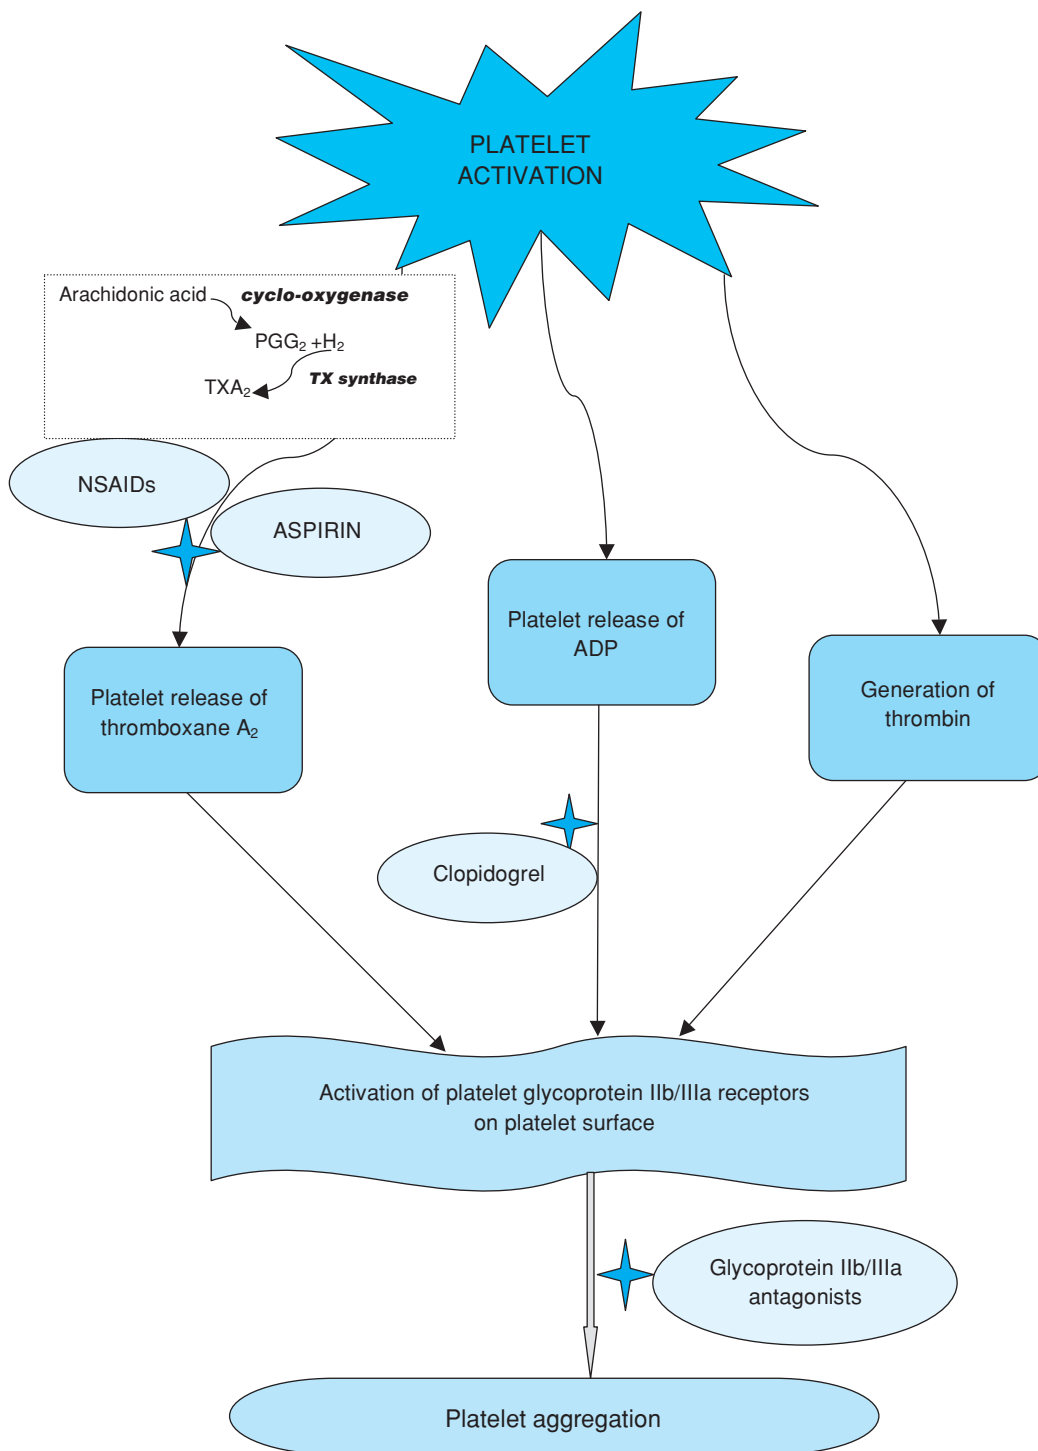 PLATELET
ACTIVATION
Arachidonic acid cyclo-oxygenase
PGG₂ +H₂
TX synthase
TXA₂
NSAIDs
ASPIRIN
Platelet release of
thromboxane A₂
Platelet release of
ADP
Generation of
thrombin
Clopidogrel
Activation of platelet glycoprotein IIb/IIIa receptors
on platelet surface
Glycoprotein IIb/IIIa
antagonists
Platelet aggregation